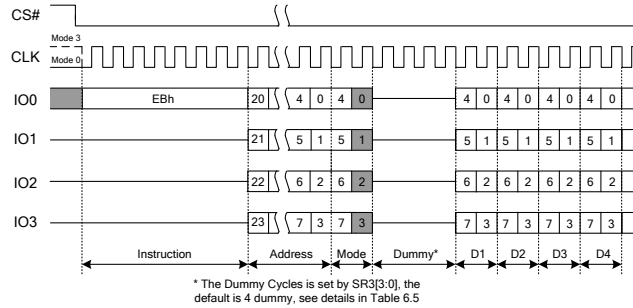 CS#
Mode 3
CLK
Mode 0
IO0 EBh 20 4 0 4 0 4 0 4 0 4 0 4 0
IO1 21 5 1 5 1 5 1 5 1 5 1 5 1
IO2 22 6 2 6 2 6 2 6 2 6 2 6 2
IO3 23 7 3 7 3 7 3 7 3 7 3 7 3
Instruction Address Mode Dummy* D1 D2 D3 D4
* The Dummy Cycles is set by SR3[3:0], the
default is 4 dummy, see details in Table 6.5